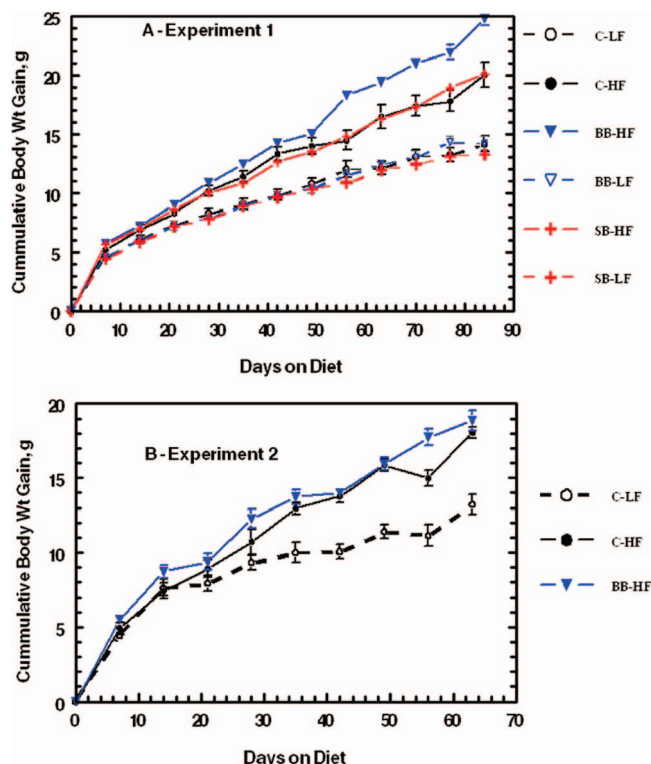 A-Experiment 1
Cummulative Body Wt Gain, g
25
20
15
10
5
0
0 10 20 30 40 50 60 70 80 90
Days on Diet
C-LF
C-HF
BB-HF
BB-LF
SB-HF
SB-LF
B-Experiment 2
Cummulative Body Wt Gain, g
20
15
10
5
0
0 10 20 30 40 50 60 70
Days on Diet
C-LF
C-HF
BB-HF